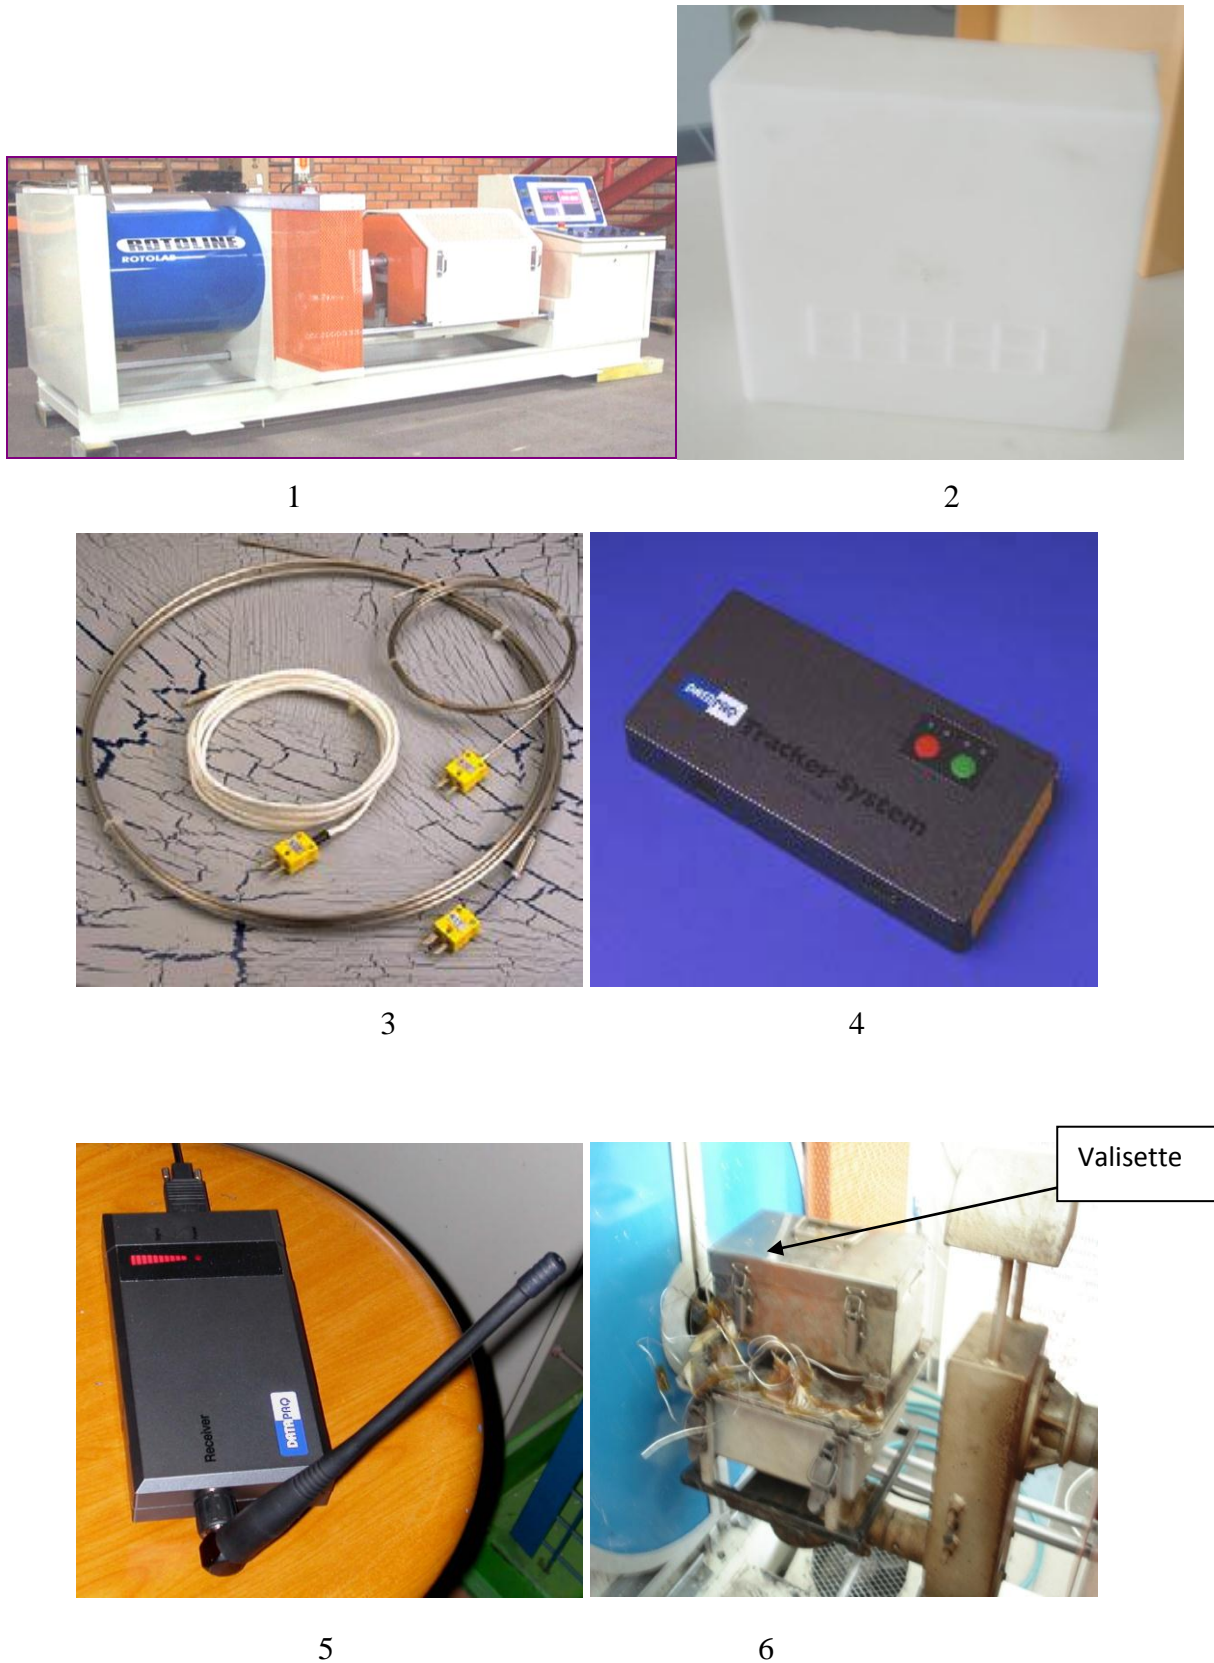 ROTOLINE
ROTOLAB
1
2
DATAPAQ
Tracker System
3
4
Valisette
Receiver
DATAPAQ
5
6